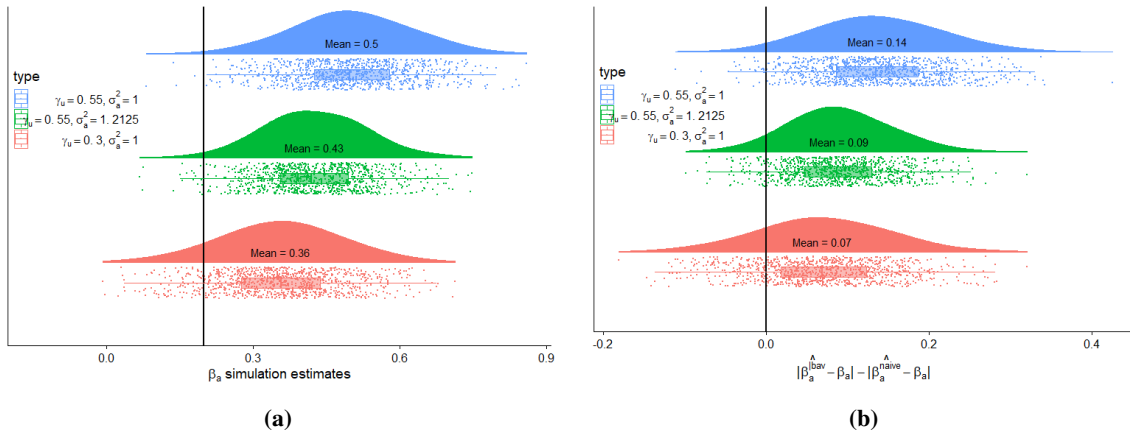 type
γu = 0.55, σa² = 1
γu = 0.55, σa² = 1.2125
γu = 0.3, σa² = 1
Mean = 0.5
Mean = 0.43
Mean = 0.36
0.0 0.3 0.6 0.9
βa simulation estimates
(a)
type
γu = 0.55, σa² = 1
γu = 0.55, σa² = 1.2125
γu = 0.3, σa² = 1
Mean = 0.14
Mean = 0.09
Mean = 0.07
-0.2 0.0 0.2 0.4
|β̂a^lbav − βa| − |β̂a^naive − βa|
(b)